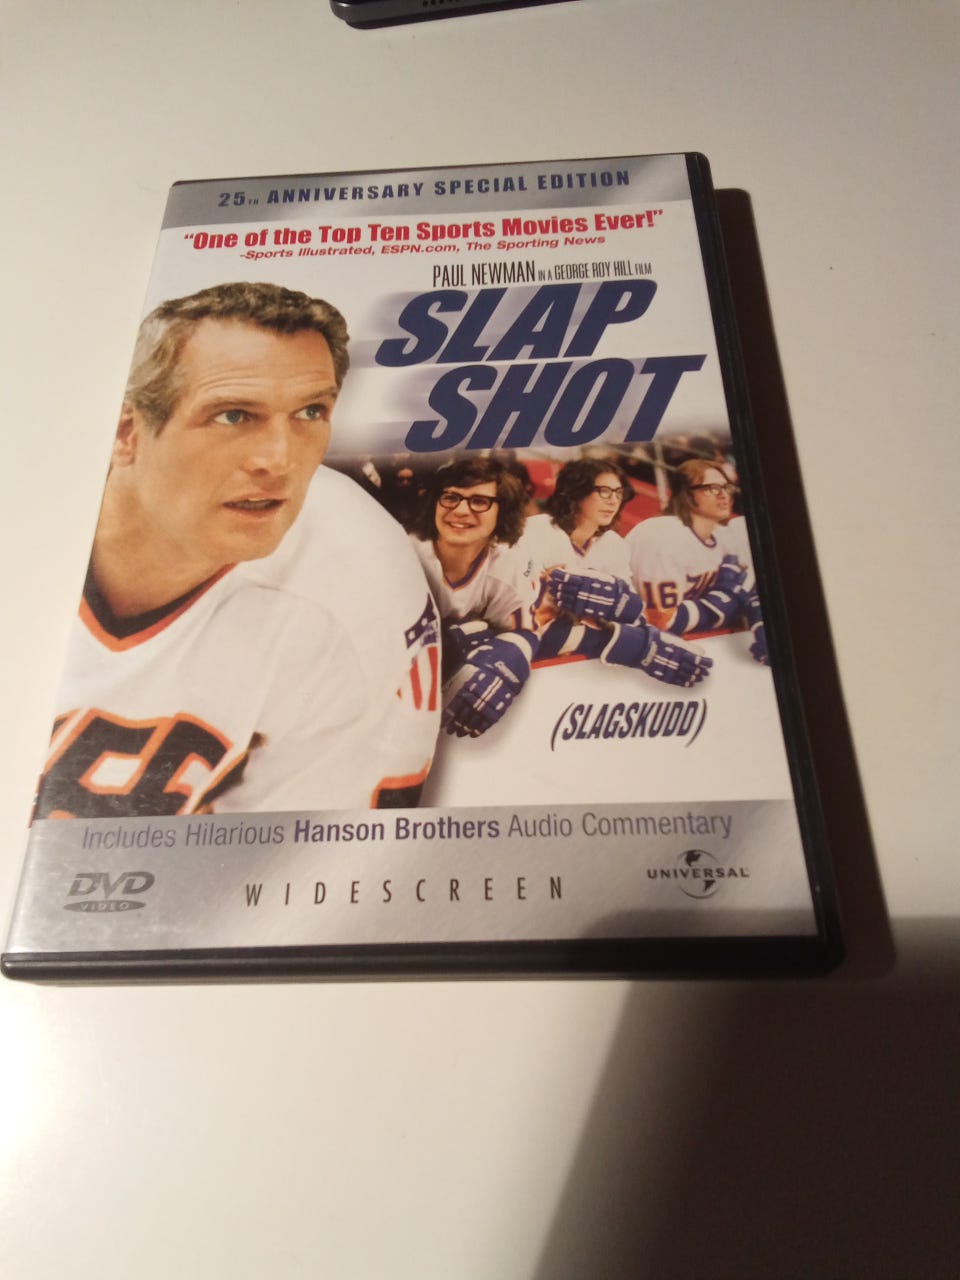 25TH ANNIVERSARY SPECIAL EDITION
"One of the Top Ten Sports Movies Ever!"
-Sports Illustrated, ESPN.com, The Sporting News
PAUL NEWMAN IN A GEORGE ROY HILL FILM
SLAP
SHOT
16
(SLAGSKUDD)
Includes Hilarious Hanson Brothers Audio Commentary
DVD
VIDEO
WIDESCREEN
UNIVERSAL